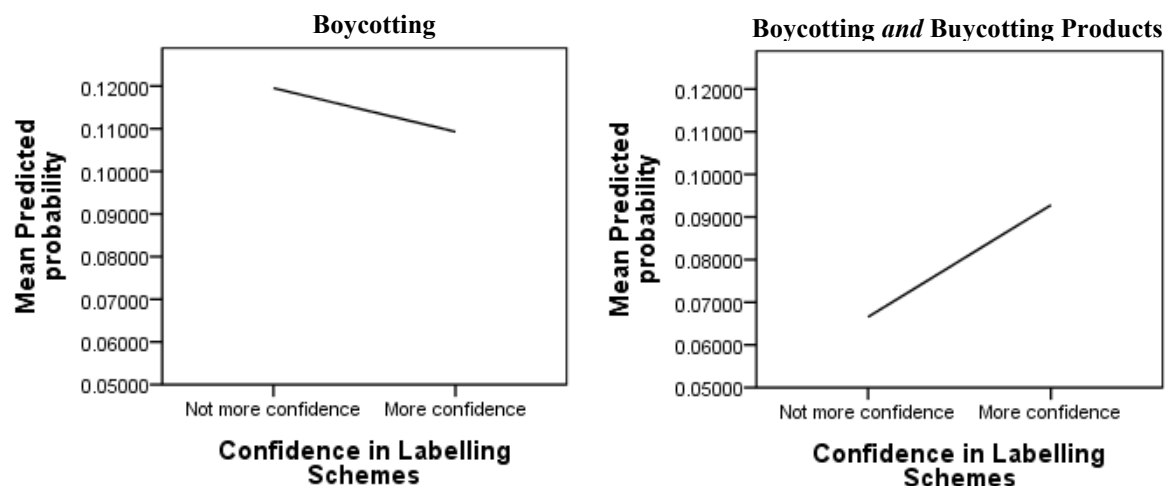 Boycotting
Mean Predicted
probability
0.12000
0.11000
0.10000
0.09000
0.08000
0.07000
0.06000
0.05000
Not more confidence
More confidence
Confidence in Labelling
Schemes
Boycotting and Buycotting Products
Mean Predicted
probability
0.12000
0.11000
0.10000
0.09000
0.08000
0.07000
0.06000
0.05000
Not more confidence
More confidence
Confidence in Labelling
Schemes